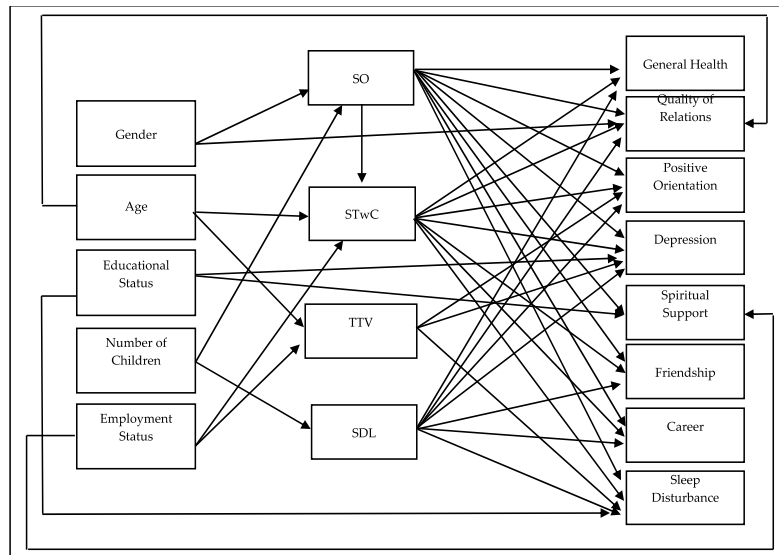 Gender
Age
Educational
Status
Number of
Children
Employment
Status
SO
STwC
TTV
SDL
General Health
Quality of
Relations
Positive
Orientation
Depression
Spiritual
Support
Friendship
Career
Sleep
Disturbance